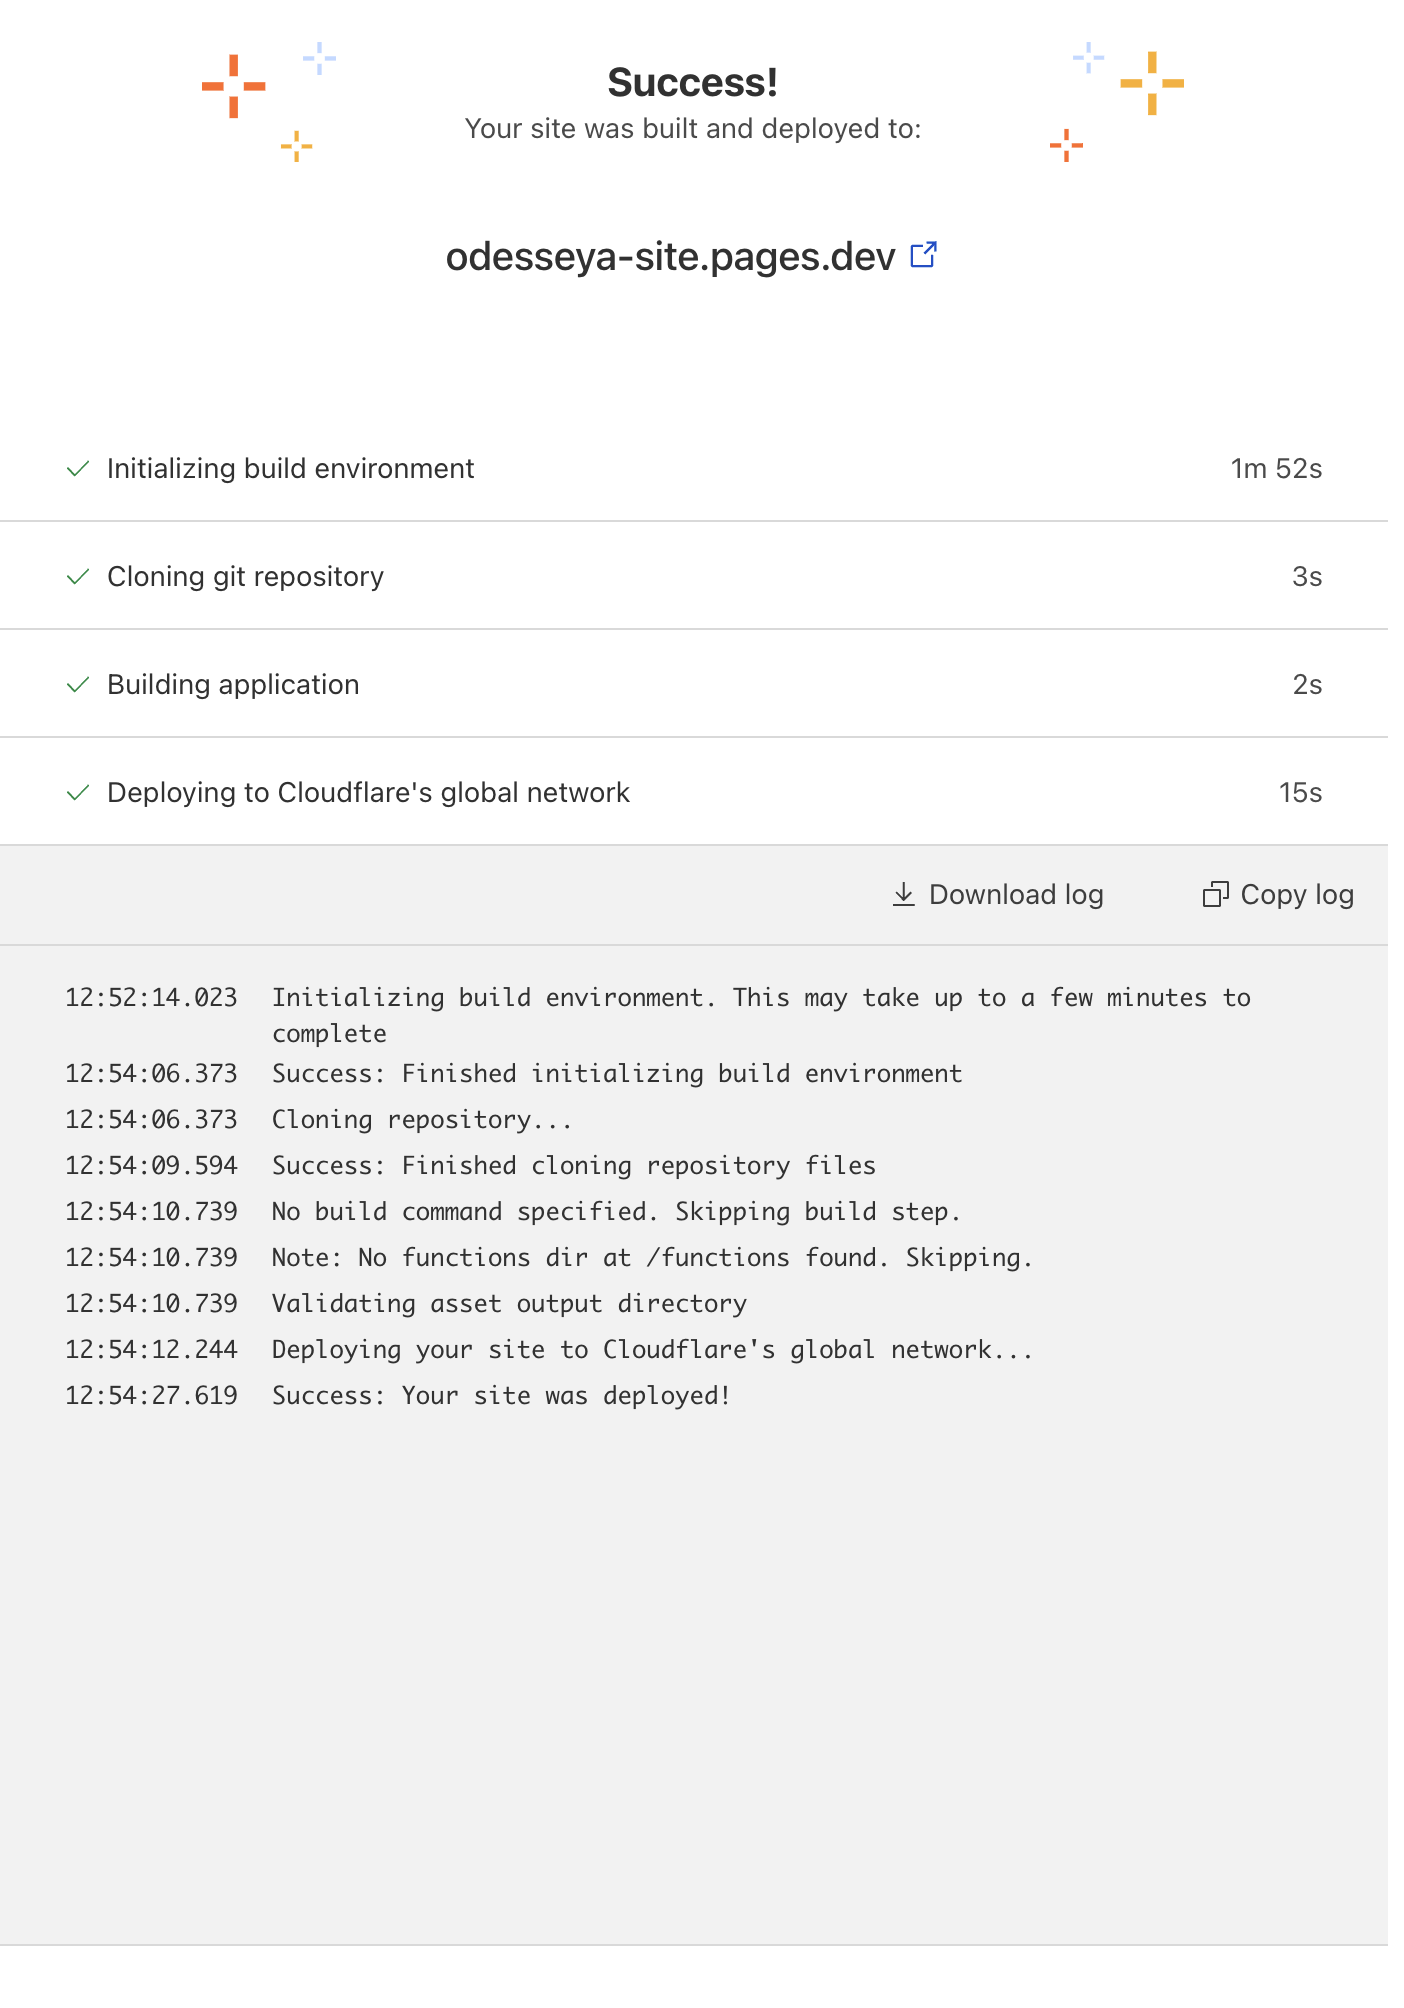 Success!
Your site was built and deployed to:
odesseya-site.pages.dev
Initializing build environment 1m 52s
Cloning git repository 3s
Building application 2s
Deploying to Cloudflare's global network 15s
Download log Copy log
12:52:14.023 Initializing build environment. This may take up to a few minutes to
complete
12:54:06.373 Success: Finished initializing build environment
12:54:06.373 Cloning repository...
12:54:09.594 Success: Finished cloning repository files
12:54:10.739 No build command specified. Skipping build step.
12:54:10.739 Note: No functions dir at /functions found. Skipping.
12:54:10.739 Validating asset output directory
12:54:12.244 Deploying your site to Cloudflare's global network...
12:54:27.619 Success: Your site was deployed!